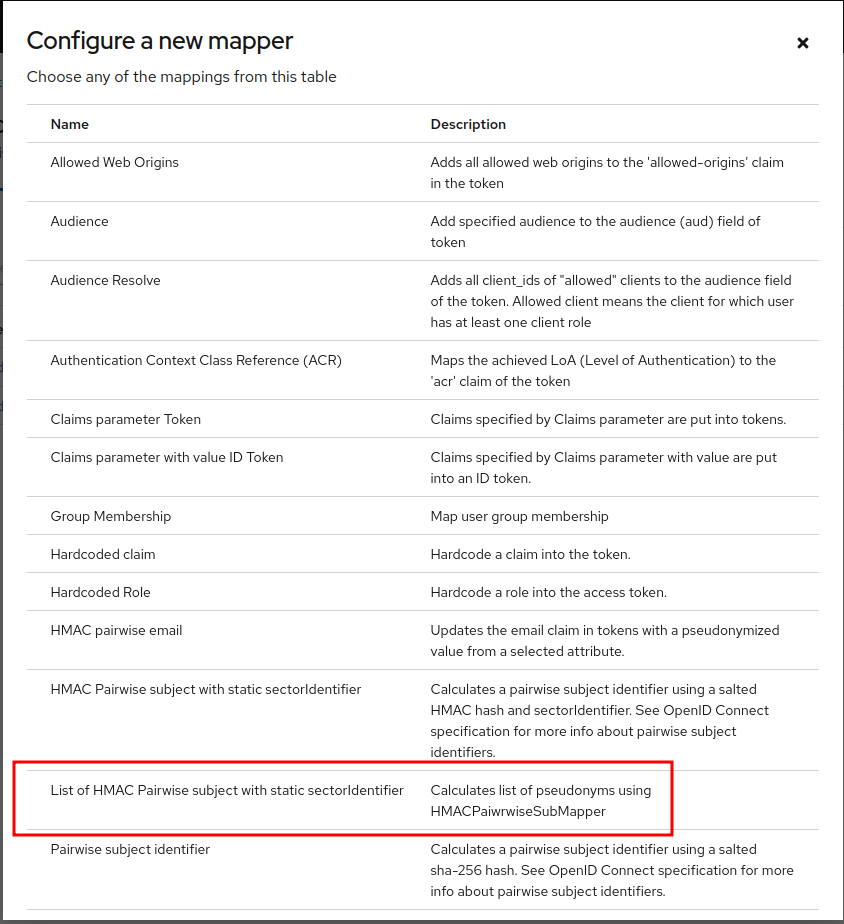 Configure a new mapper
Choose any of the mappings from this table
Name Description
Allowed Web Origins Adds all allowed web origins to the 'allowed-origins' claim
in the token
Audience Add specified audience to the audience (aud) field of
token
Audience Resolve Adds all client_ids of "allowed" clients to the audience field
of the token. Allowed client means the client for which user
has at least one client role
Authentication Context Class Reference (ACR) Maps the achieved LoA (Level of Authentication) to the
'acr' claim of the token
Claims parameter Token Claims specified by Claims parameter are put into tokens.
Claims parameter with value ID Token Claims specified by Claims parameter with value are put
into an ID token.
Group Membership Map user group membership
Hardcoded claim Hardcode a claim into the token.
Hardcoded Role Hardcode a role into the access token.
HMAC pairwise email Updates the email claim in tokens with a pseudonymized
value from a selected attribute.
HMAC Pairwise subject with static sectorIdentifier Calculates a pairwise subject identifier using a salted
HMAC hash and sectorIdentifier. See OpenID Connect
specification for more info about pairwise subject
identifiers.
List of HMAC Pairwise subject with static sectorIdentifier Calculates list of pseudonyms using
HMACPaiwrwiseSubMapper
Pairwise subject identifier Calculates a pairwise subject identifier using a salted
sha-256 hash. See OpenID Connect specification for more
info about pairwise subject identifiers.